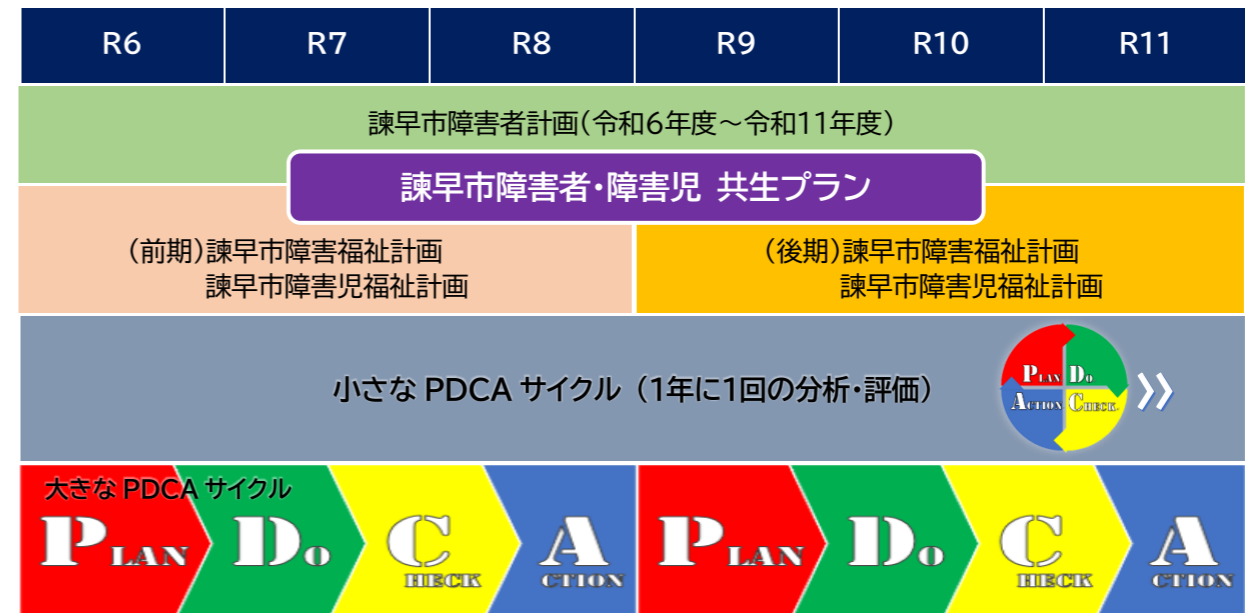 R6 R7 R8 R9 R10 R11
諫早市障害者計画(令和6年度～令和11年度)
諫早市障害者・障害児 共生プラン
(前期)諫早市障害福祉計画
諫早市障害児福祉計画
(後期)諫早市障害福祉計画
諫早市障害児福祉計画
小さな PDCA サイクル (1年に1回の分析・評価)
PLAN DO
ACTION CHECK
大きな PDCA サイクル
PLAN DO CHECK ACTION PLAN DO CHECK ACTION